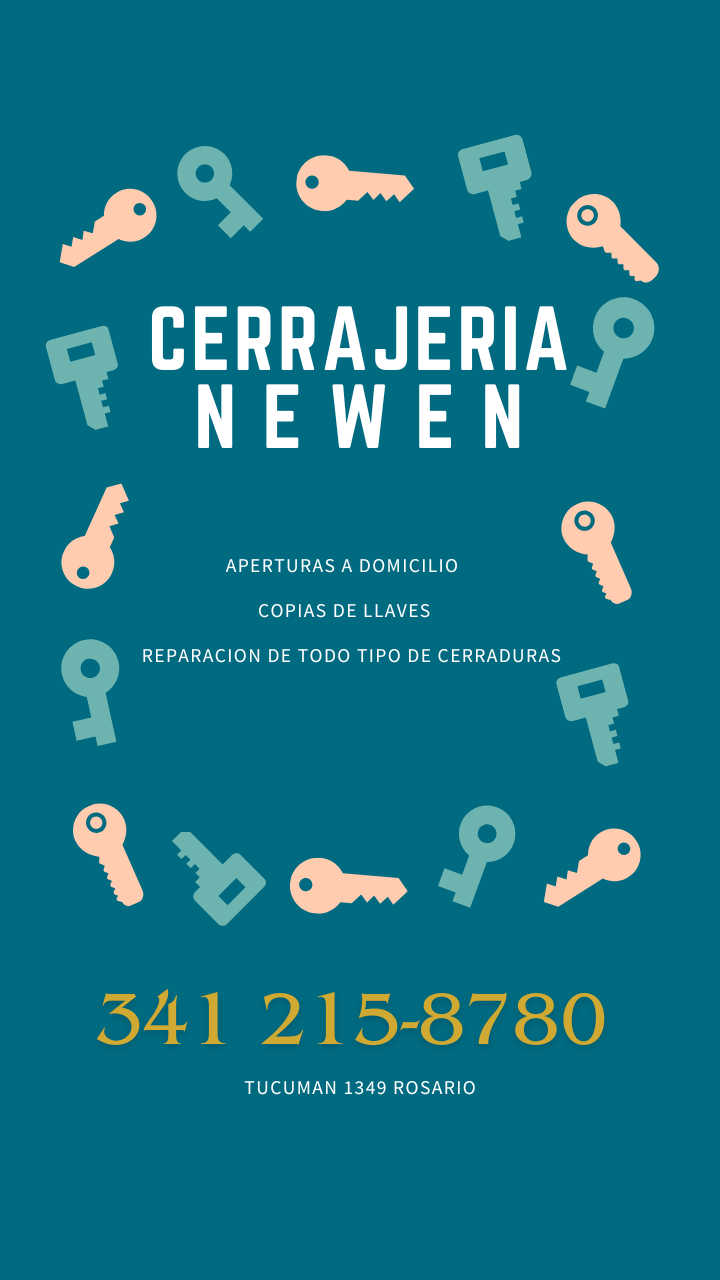 CERRAJERIA
NEWEN
APERTURAS A DOMICILIO
COPIAS DE LLAVES
REPARACION DE TODO TIPO DE CERRADURAS
341 215-8780
TUCUMAN 1349 ROSARIO